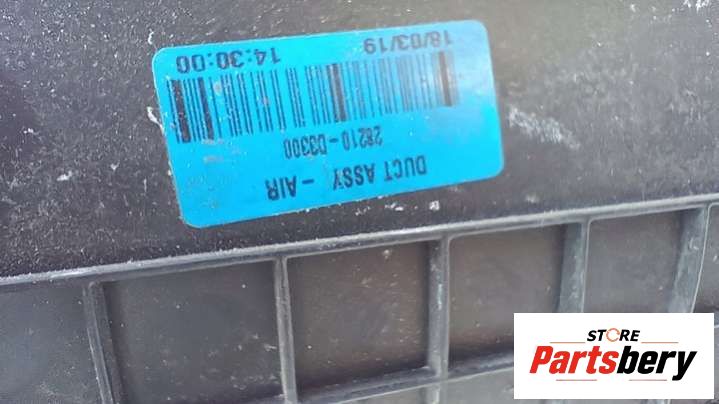 DUCT ASSY - AIR
28210-D3300
18/03/19 14:30:00
STORE
Partsbery